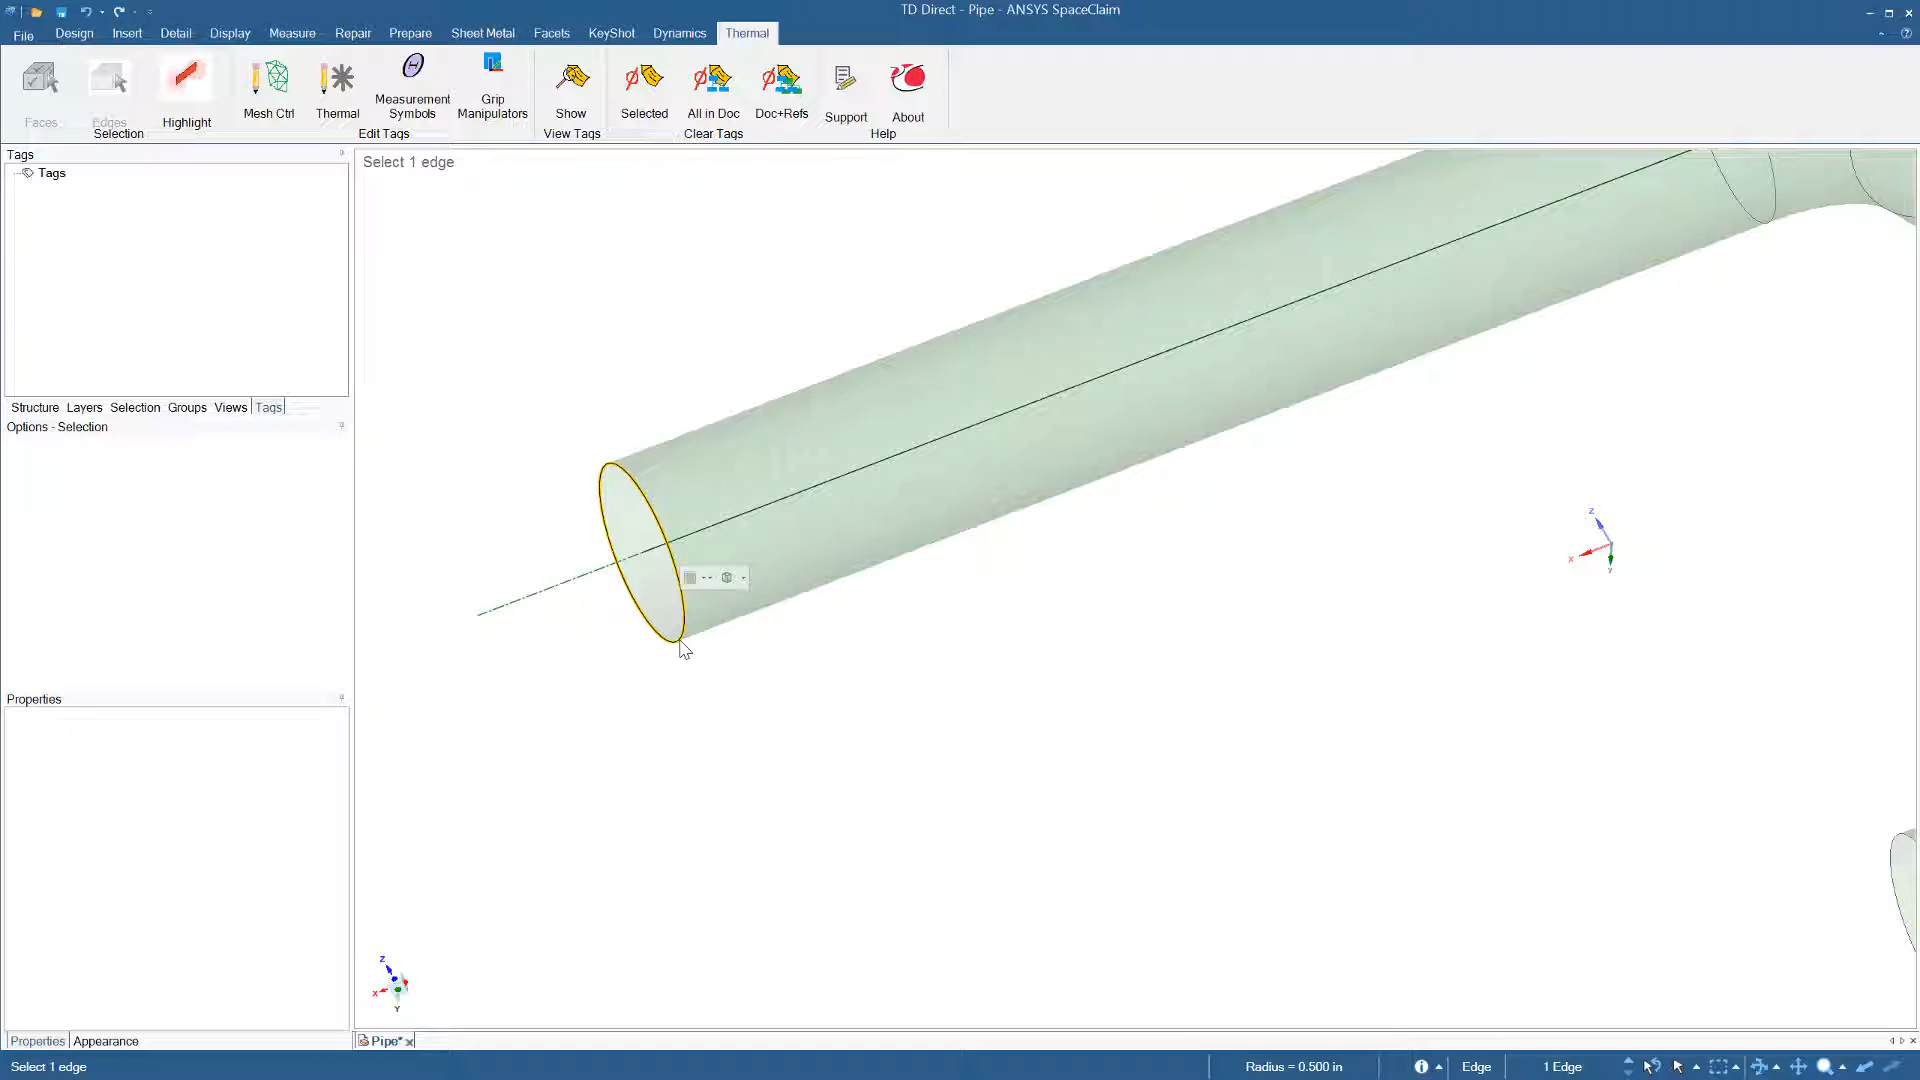 TD Direct - Pipe - ANSYS SpaceClaim
File Design Insert Detail Display Measure Repair Prepare Sheet Metal Facets KeyShot Dynamics Thermal
Faces Edges Highlight Mesh Ctrl Thermal Measurement Symbols Grip Manipulators Show Selected All in Doc Doc+Refs Support About
Selection Edit Tags View Tags Clear Tags Help
Tags
Tags
Select 1 edge
Structure Layers Selection Groups Views Tags
Options - Selection
Z
X
Y
Properties
Z
X
Y
Properties Appearance
Pipe*
Select 1 edge
Radius = 0.500 in
Edge
1 Edge